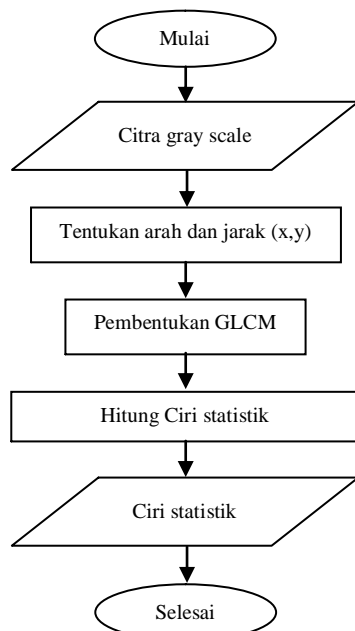 Mulai
Citra gray scale
Tentukan arah dan jarak (x,y)
Pembentukan GLCM
Hitung Ciri statistik
Ciri statistik
Selesai